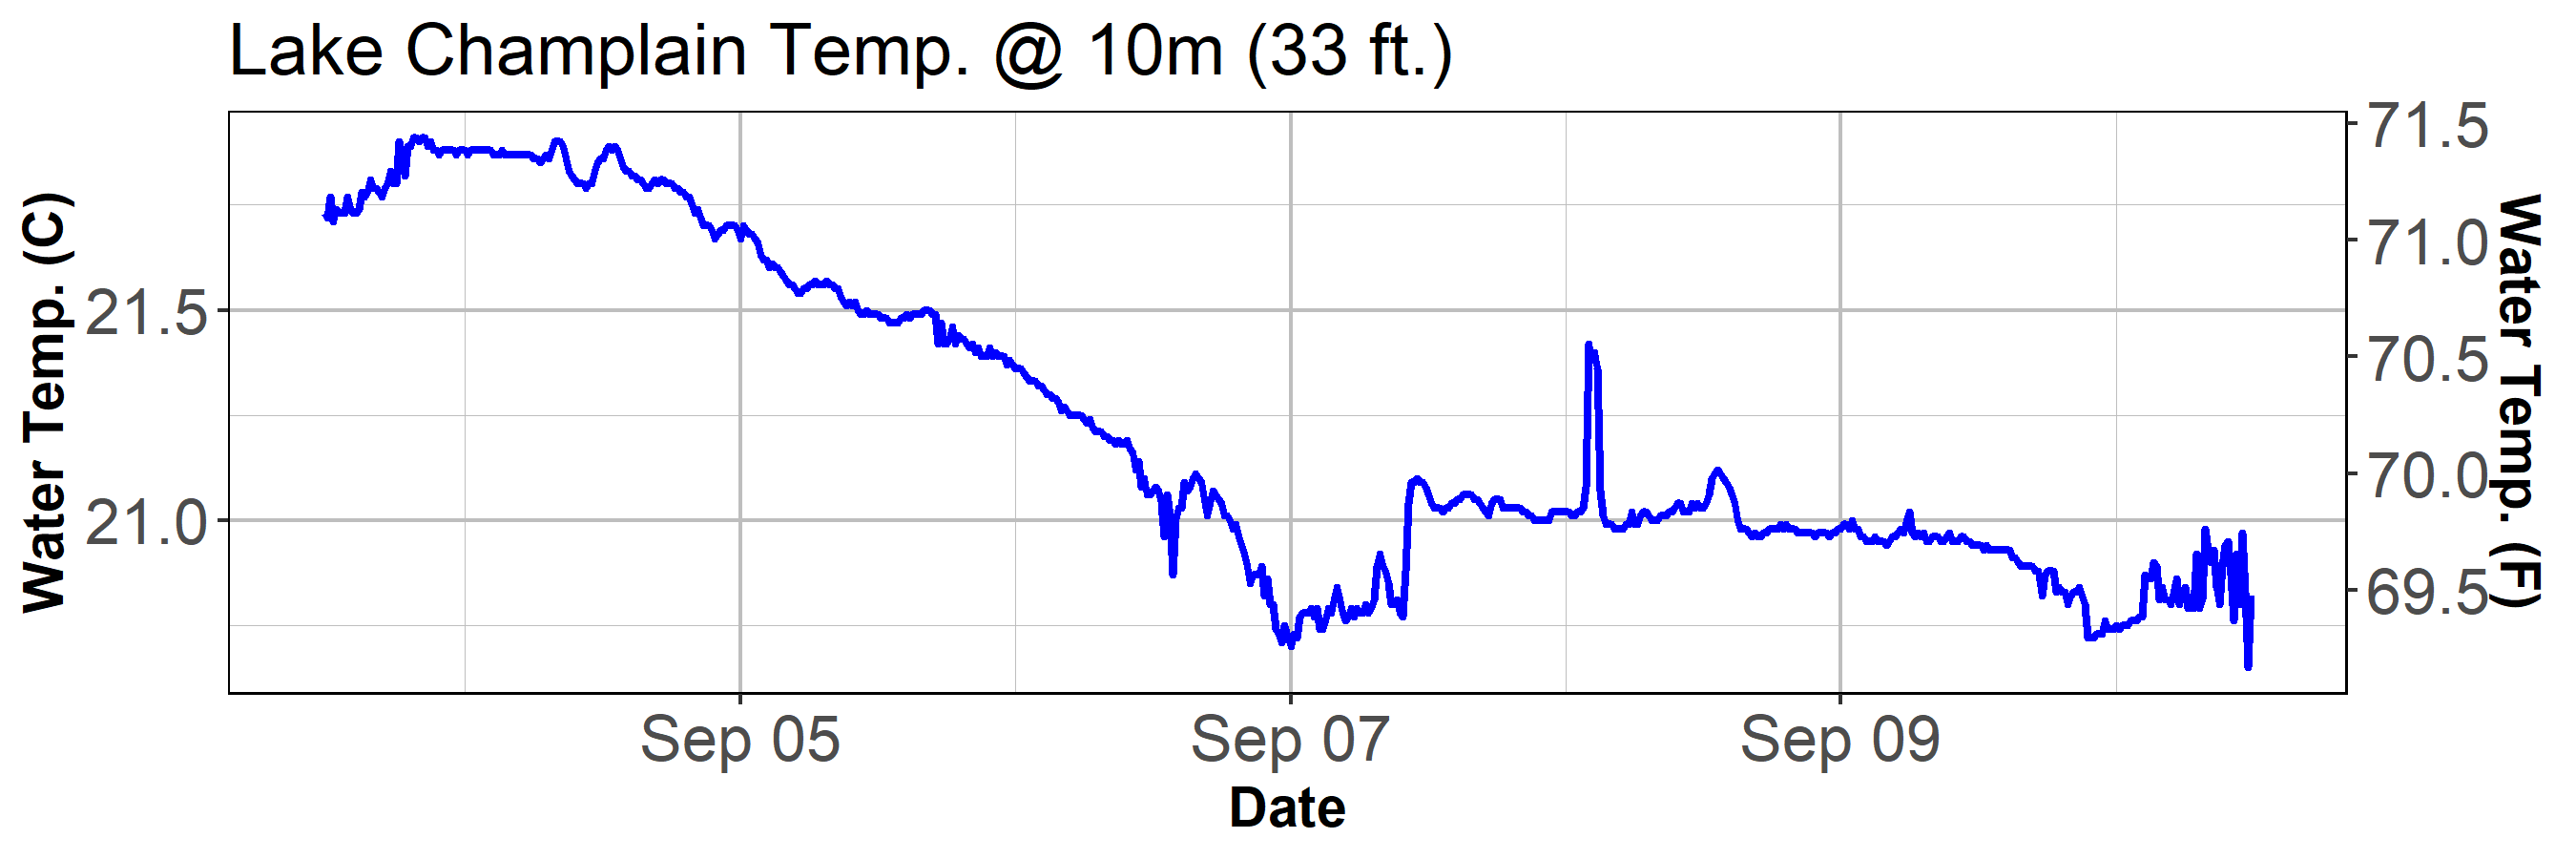 Lake Champlain Temp. @ 10m (33 ft.)
Water Temp. (C)
21.5
21.0
71.5
71.0
70.5
70.0
69.5
Water Temp. (F)
Sep 05 Sep 07 Sep 09
Date